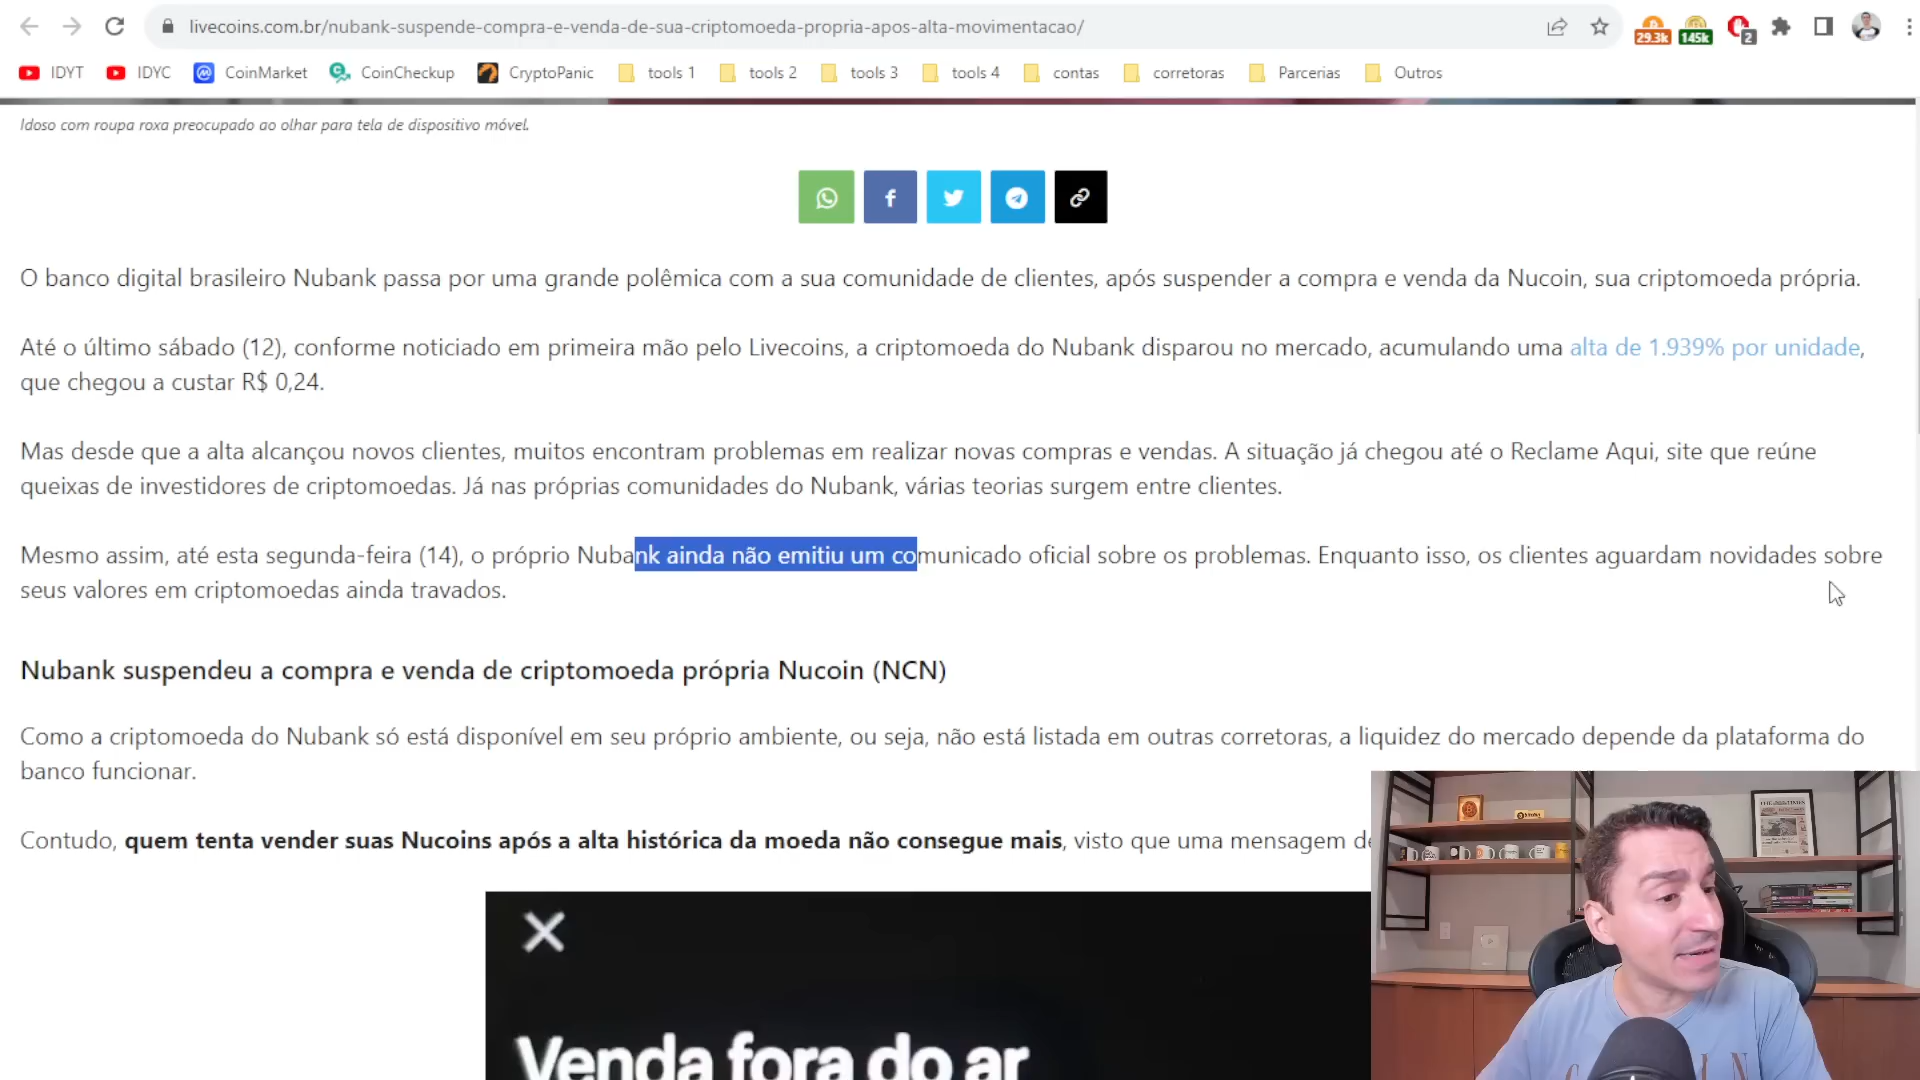 livecoins.com.br/nubank-suspende-compra-e-venda-de-sua-criptomoeda-propria-apos-alta-movimentacao/
29.3k 145k 2
IDYT IDYC CoinMarket CoinCheckup CryptoPanic tools 1 tools 2 tools 3 tools 4 contas corretoras Parcerias Outros
Idoso com roupa roxa preocupado ao olhar para tela de dispositivo móvel.
O banco digital brasileiro Nubank passa por uma grande polêmica com a sua comunidade de clientes, após suspender a compra e venda da Nucoin, sua criptomoeda própria.
Até o último sábado (12), conforme noticiado em primeira mão pelo Livecoins, a criptomoeda do Nubank disparou no mercado, acumulando uma alta de 1.939% por unidade,
que chegou a custar R$ 0,24.
Mas desde que a alta alcançou novos clientes, muitos encontram problemas em realizar novas compras e vendas. A situação já chegou até o Reclame Aqui, site que reúne
queixas de investidores de criptomoedas. Já nas próprias comunidades do Nubank, várias teorias surgem entre clientes.
Mesmo assim, até esta segunda-feira (14), o próprio Nubank ainda não emitiu um comunicado oficial sobre os problemas. Enquanto isso, os clientes aguardam novidades sobre
seus valores em criptomoedas ainda travados.
Nubank suspendeu a compra e venda de criptomoeda própria Nucoin (NCN)
Como a criptomoeda do Nubank só está disponível em seu próprio ambiente, ou seja, não está listada em outras corretoras, a liquidez do mercado depende da plataforma do
banco funcionar.
Contudo, quem tenta vender suas Nucoins após a alta histórica da moeda não consegue mais, visto que uma mensagem de
Venda fora do ar